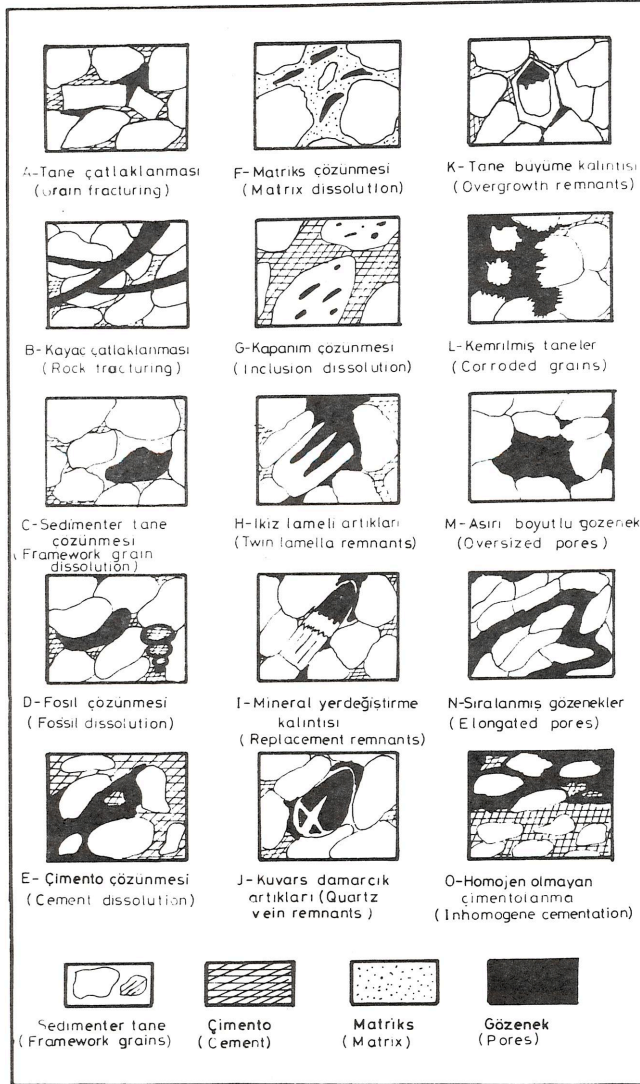 A-Tane çatlaklanması
(Grain fracturing)
F-Matriks çözünmesi
(Matrix dissolution)
K-Tane büyüme kalıntısı
(Overgrowth remnants)
B-Kayac çatlaklanması
(Rock fracturing)
G-Kapanım çözünmesi
(Inclusion dissolution)
L-Kemrilmiş taneler
(Corroded grains)
C-Sedimenter tane
çözünmesi
(Framework grain
dissolution)
H-Ikiz lameli artıkları
(Twin lamella remnants)
M-Asırı boyutlu gozenek
(Oversized pores)
D-Fosil çözünmesi
(Fossil dissolution)
I-Mineral yerdeğiştirme
kalıntısı
(Replacement remnants)
N-Sıralanmış gözenekler
(Elongated pores)
E-Çimento çözünmesi
(Cement dissolution)
J-Kuvars damarcık
artıkları (Quartz
vein remnants)
O-Homojen olmayan
çimentolanma
(Inhomogene cementation)
Sedimenter tane
(Framework grains)
Çimento
(Cement)
Matriks
(Matrix)
Gözenek
(Pores)